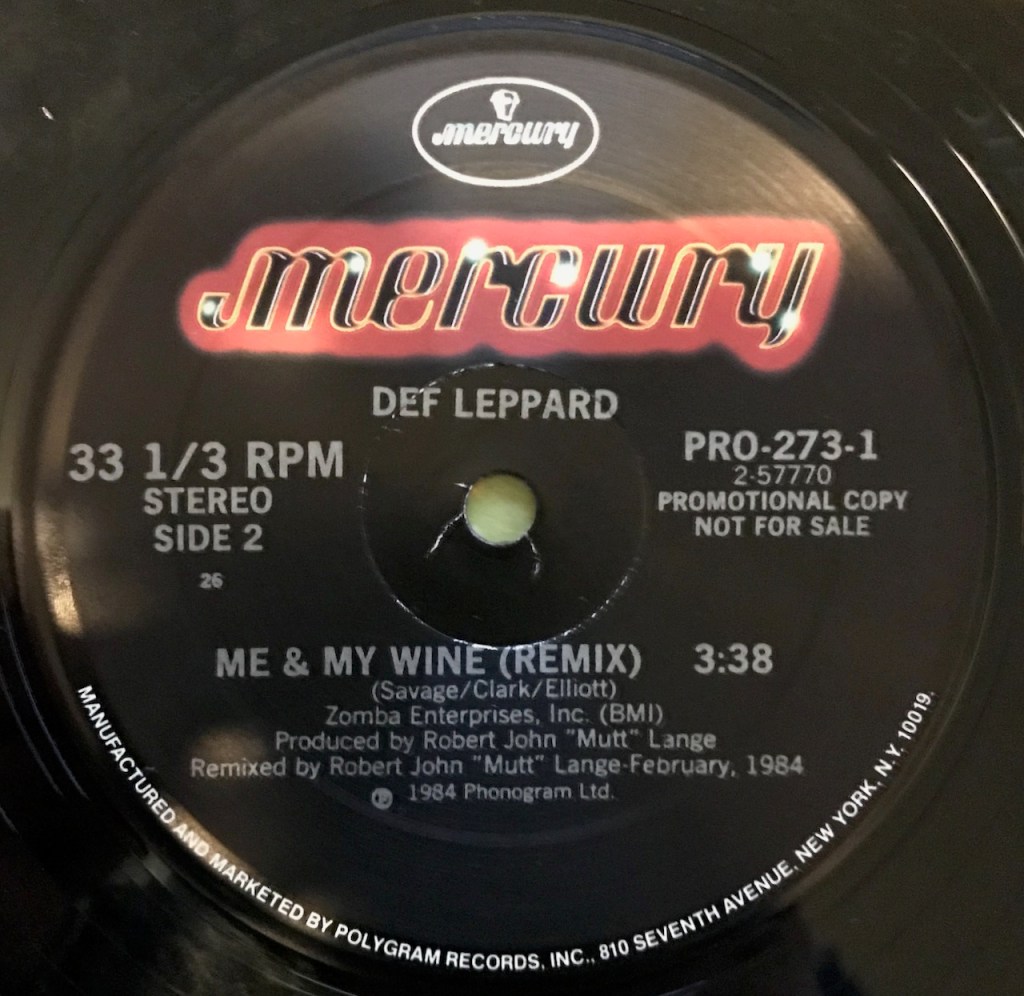 mercury
mercury
DEF LEPPARD
33 1/3 RPM
STEREO
SIDE 2
26
PRO-273-1
2-57770
PROMOTIONAL COPY
NOT FOR SALE
ME & MY WINE (REMIX) 3:38
(Savage/Clark/Elliott)
Zomba Enterprises, Inc. (BMI)
Produced by Robert John "Mutt" Lange
Remixed by Robert John "Mutt" Lange-February, 1984
℗ 1984 Phonogram Ltd.
MANUFACTURED AND MARKETED BY POLYGRAM RECORDS, INC., 810 SEVENTH AVENUE, NEW YORK, N.Y. 10019.